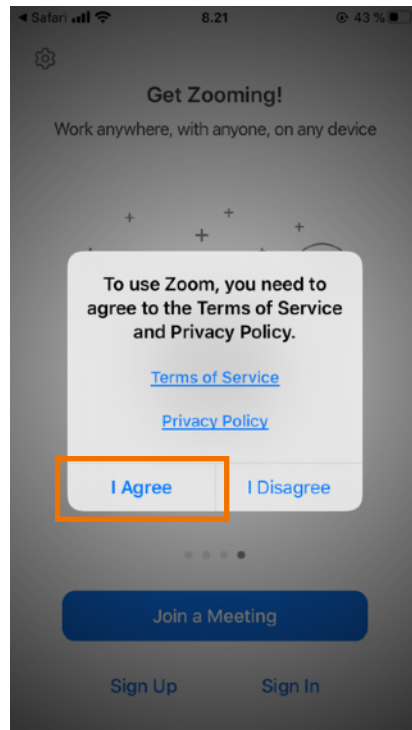 Safari 8.21 43 %
Get Zooming!
Work anywhere, with anyone, on any device
To use Zoom, you need to
agree to the Terms of Service
and Privacy Policy.
Terms of Service
Privacy Policy
I Agree I Disagree
Join a Meeting
Sign Up Sign In